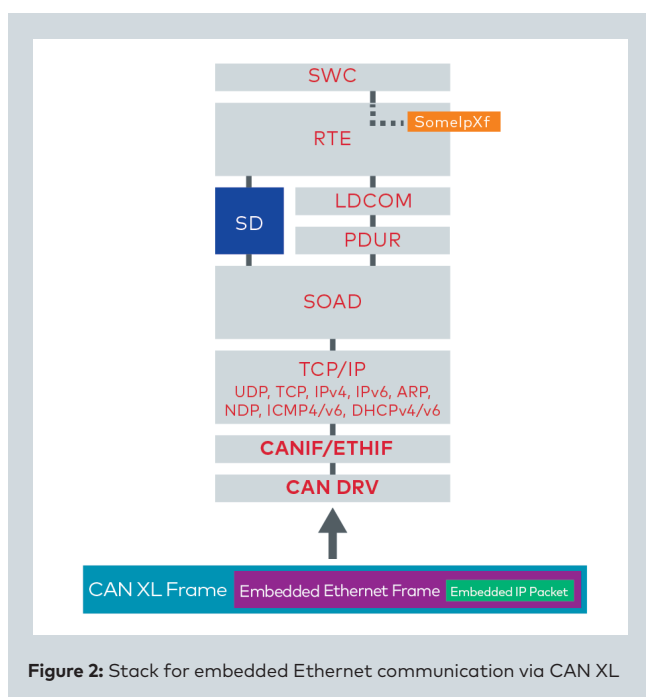 SWC
SomeIpXf
RTE
SD
LDCOM
PDUR
SOAD
TCP/IP
UDP, TCP, IPv4, IPv6, ARP,
NDP, ICMP4/v6, DHCPv4/v6
CANIF/ETHIF
CAN DRV
CAN XL Frame Embedded Ethernet Frame Embedded IP Packet
Figure 2: Stack for embedded Ethernet communication via CAN XL